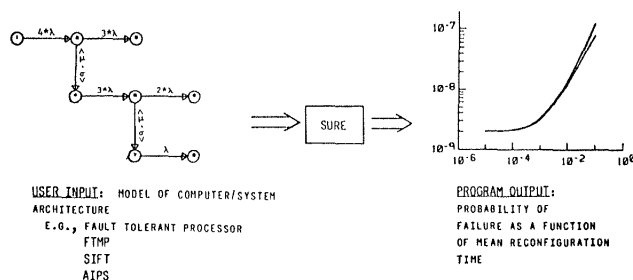 4*λ 3*λ
<μ,σ>
3*λ 2*λ
<μ,σ>
λ
SURE
10-7
10-8
10-9
10-6 10-4 10-2 100
USER INPUT: MODEL OF COMPUTER/SYSTEM
ARCHITECTURE
E.G., FAULT TOLERANT PROCESSOR
FTMP
SIFT
AIPS
PROGRAM OUTPUT:
PROBABILITY OF
FAILURE AS A FUNCTION
OF MEAN RECONFIGURATION
TIME